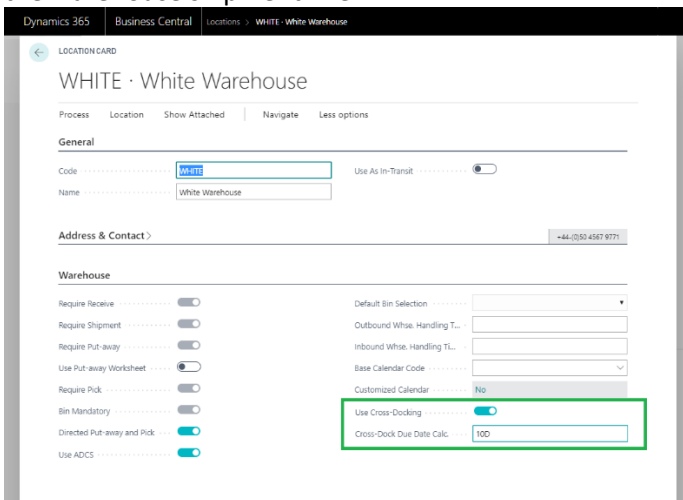 Dynamics 365 Business Central Locations > WHITE · White Warehouse
LOCATION CARD
WHITE · White Warehouse
Process Location Show Attached Navigate Less options
General
Code WHITE Use As In-Transit
Name White Warehouse
Address & Contact > +44-(0)50 4567 9771
Warehouse
Require Receive Default Bin Selection
Require Shipment Outbound Whse. Handling T...
Require Put-away Inbound Whse. Handling Ti...
Use Put-away Worksheet Base Calendar Code
Require Pick Customized Calendar No
Bin Mandatory Use Cross-Docking
Directed Put-away and Pick Cross-Dock Due Date Calc. 10D
Use ADCS